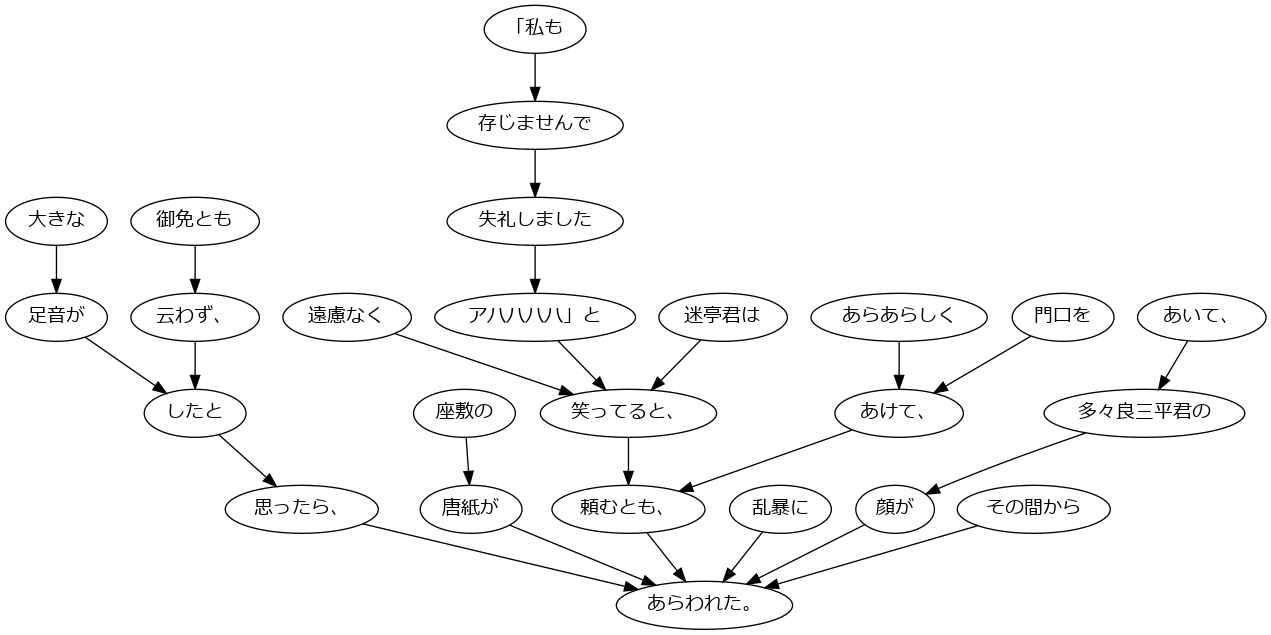 「私も
存じませんで
大きな
御免とも
失礼しました
足音が
云わず、
遠慮なく
アハハハハ」と
迷亭君は
あらあらしく
門口を
あいて、
したと
座敷の
笑ってると、
あけて、
多々良三平君の
思ったら、
唐紙が
頼むとも、
乱暴に
顔が
その間から
あらわれた。